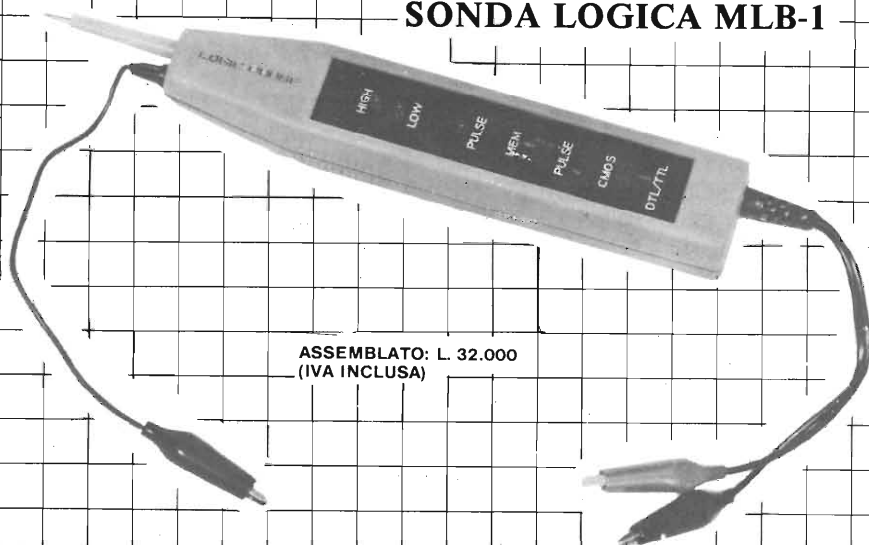 SONDA LOGICA MLB-1
HIGH
LOW
PULSE
MEM
PULSE
CMOS
DTL/TTL
ASSEMBLATO: L. 32.000
(IVA INCLUSA)